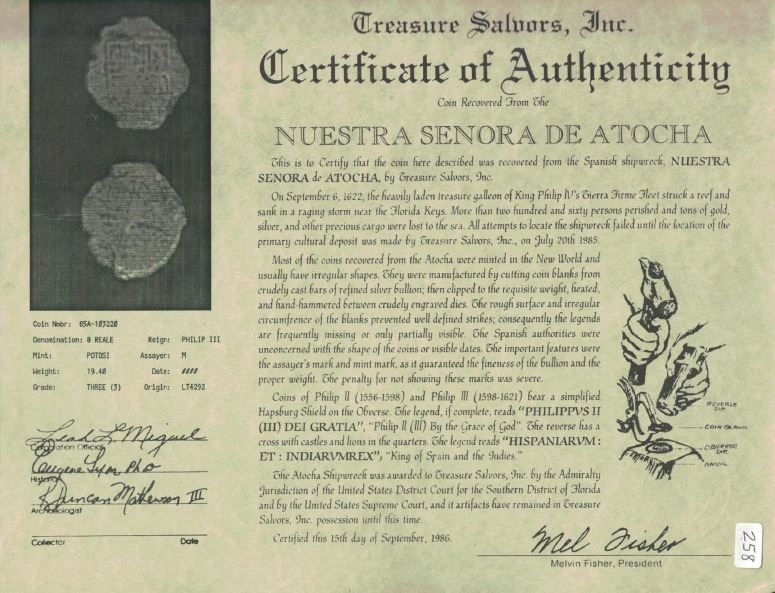 Treasure Salvors, Inc.
Certificate of Authenticity
Coin Recovered From The
NUESTRA SENORA DE ATOCHA
This is to Certify that the coin here described was recovered from the Spanish shipwreck, NUESTRA
SENORA de ATOCHA, by Treasure Salvors, Inc.
On September 6, 1622, the heavily laden treasure galleon of King Philip IV's Tierra Firme Fleet struck a reef and
sank in a raging storm near the Florida Keys. More than two hundred and sixty persons perished and tons of gold,
silver, and other precious cargo were lost to the sea. All attempts to locate the shipwreck failed until the location of the
primary cultural deposit was made by Treasure Salvors, Inc., on July 20th 1985.
Most of the coins recovered from the Atocha were minted in the New World and
usually have irregular shapes. They were manufactured by cutting coin blanks from
crudely cast bars of refined silver bullion; then clipped to the requisite weight, heated,
and hand-hammered between crudely engraved dies. The rough surface and irregular
circumfrence of the blanks prevented well defined strikes; consequently the legends
are frequently missing or only partially visible. The Spanish authorities were
unconcerned with the shape of the coins or visible dates. The important features were
the assayer's mark and mint mark, as it guaranteed the fineness of the bullion and the
proper weight. The penalty for not showing these marks was severe.
Coins of Philip II (1556-1598) and Philip III (1598-1621) bear a simplified
Hapsburg Shield on the Obverse. The legend, if complete, reads "PHILIPPVS II
(III) DEI GRATIA", "Philip II (III) By the Grace of God". The reverse has a
cross with castles and lions in the quarters. The legend reads "HISPANIARVM :
ET : INDIARVMREX", "King of Spain and the Indies."
The Atocha Shipwreck was awarded to Treasure Salvors, Inc. by the Admiralty
Jurisdiction of the United States District Court for the Southern District of Florida
and by the United States Supreme Court, and it artifacts have remained in Treasure
Salvors, Inc. possession until this time.
Certified this 15th day of September, 1986.
Mel Fisher
Melvin Fisher, President
Coin Nmbr: 85A-103220
Denomination: 8 REALE Reign: PHILIP III
Mint: POTOSI Assayer: M
Weight: 19.40 Date: ####
Grade: THREE (3) Origin: LT4292
Leah L Miguel
Corporation Official
Eugene Lyon PhD
Historian
R Duncan Mathewson III
Archaeologist
Collector Date
REVERSE
DIE
COIN BLANK
OBVERSE
DIE
ANVIL
258